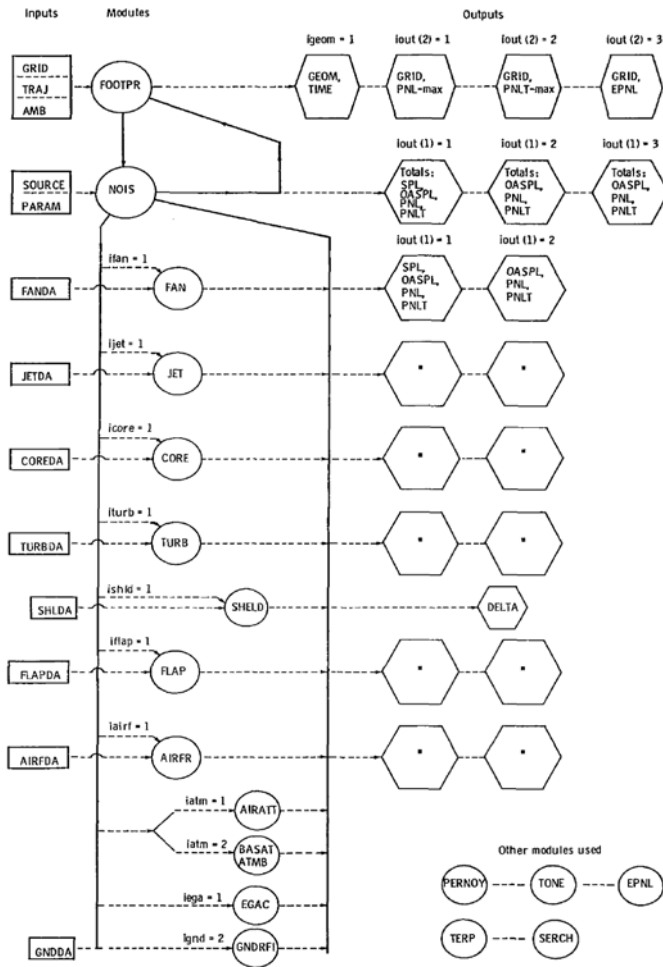 Inputs Modules Outputs
igeom = 1 iout (2) = 1 iout (2) = 2 iout (2) = 3
GRID
TRAJ
AMB
FOOTPR
GEOM,
TIME
GRID,
PNL-max
GRID,
PNLT-max
GRID,
EPNL
iout (1) = 1 iout (1) = 2 iout (1) = 3
SOURCE
PARAM
NOIS
Totals:
SPL,
OASPL,
PNL,
PNLT
Totals:
OASPL,
PNL,
PNLT
Totals:
OASPL,
PNL,
PNLT
iout (1) = 1 iout (1) = 2
ifan = 1
FANDA
FAN
SPL,
OASPL,
PNL,
PNLT
OASPL,
PNL,
PNLT
ijet = 1
JETDA
JET
" "
icore = 1
COREDA
CORE
" "
iturb = 1
TURBDA
TURB
" "
ishld = 1
SHLDA
SHELD
DELTA
iflap = 1
FLAPDA
FLAP
" "
iairf = 1
AIRFDA
AIRFR
" "
iatm = 1
AIRATT
iatm = 2
BASAT
ATMB
Other modules used
PERNOY TONE EPNL
iega = 1
EGAC
TERP SERCH
GNDDA
ignd = 2
GNDRFI